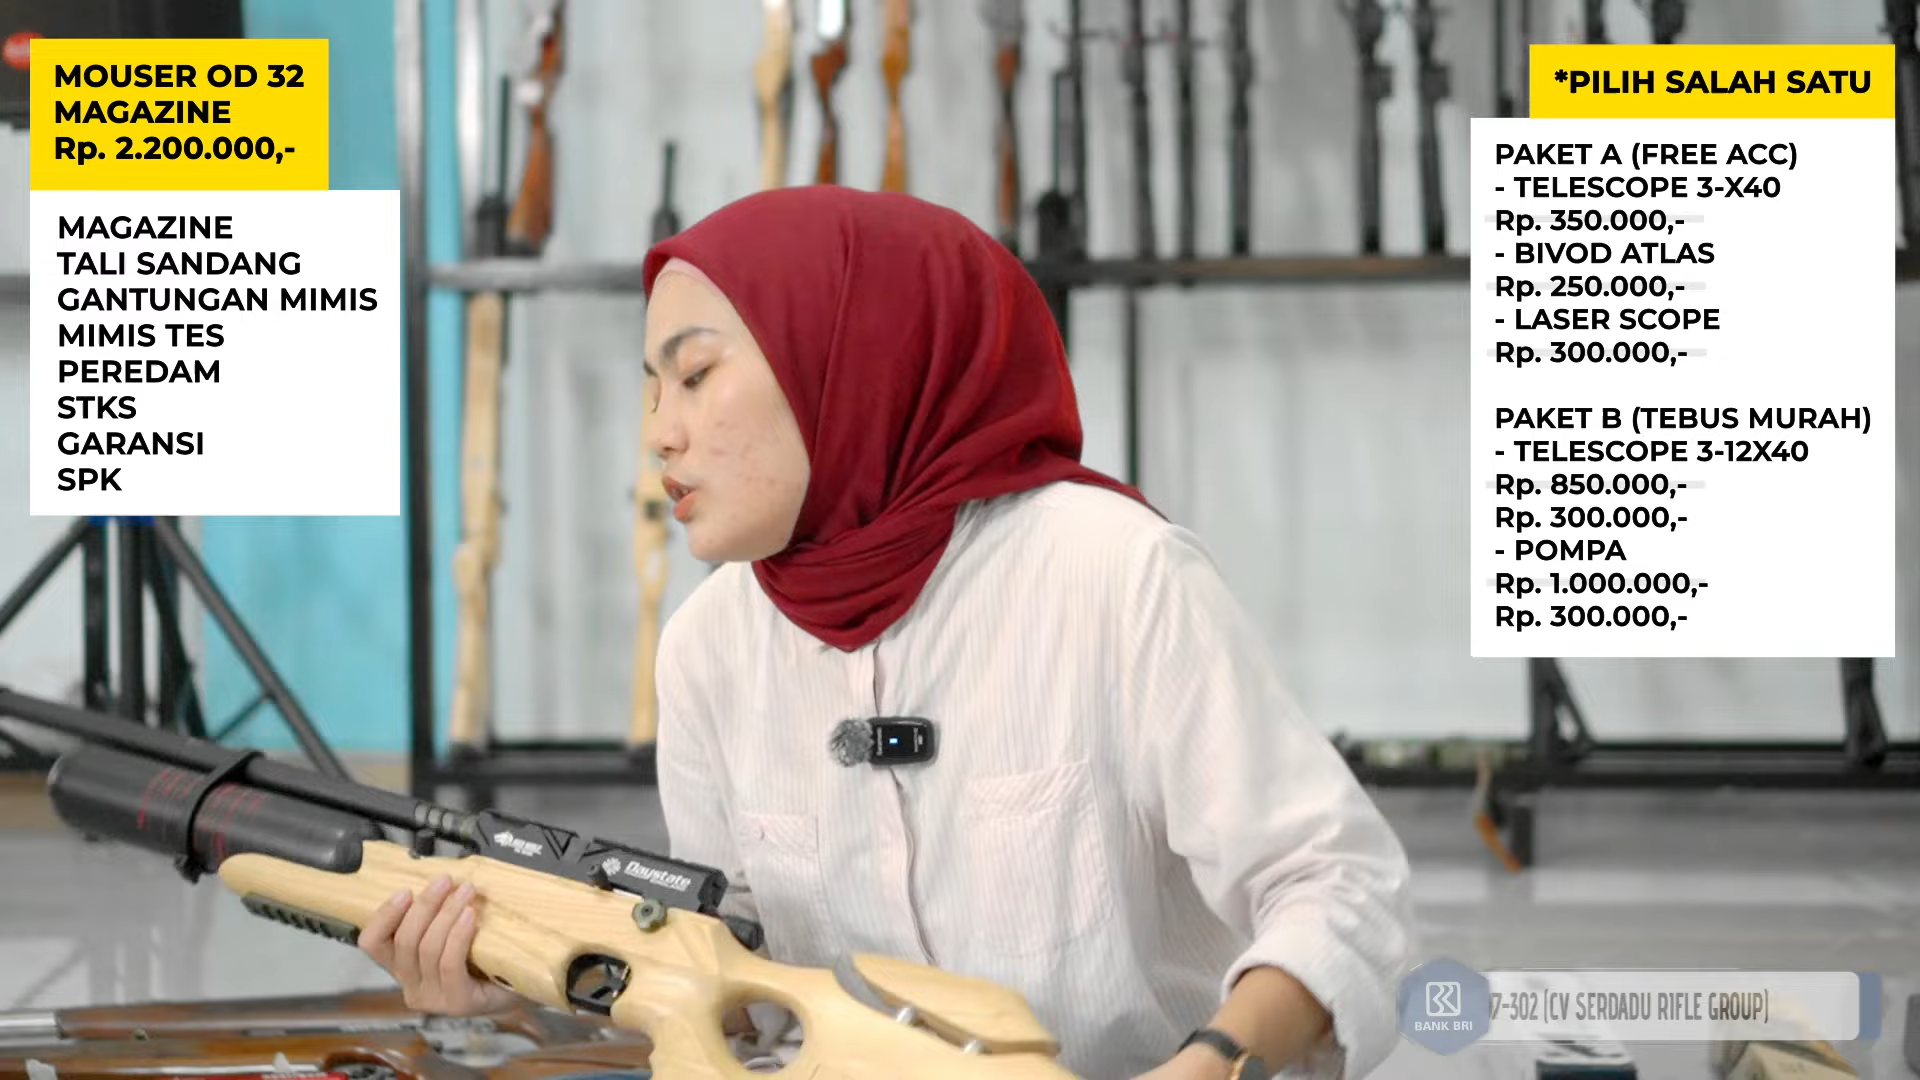 MOUSER OD 32
MAGAZINE
Rp. 2.200.000,-
MAGAZINE
TALI SANDANG
GANTUNGAN MIMIS
MIMIS TES
PEREDAM
STKS
GARANSI
SPK
*PILIH SALAH SATU
PAKET A (FREE ACC)
- TELESCOPE 3-X40
Rp. 350.000,-
- BIVOD ATLAS
Rp. 250.000,-
- LASER SCOPE
Rp. 300.000,-
PAKET B (TEBUS MURAH)
- TELESCOPE 3-12X40
Rp. 850.000,-
Rp. 300.000,-
- POMPA
Rp. 1.000.000,-
Rp. 300.000,-
Daystate
BANK BRI
7-302 (CV SERDADU RIFLE GROUP)